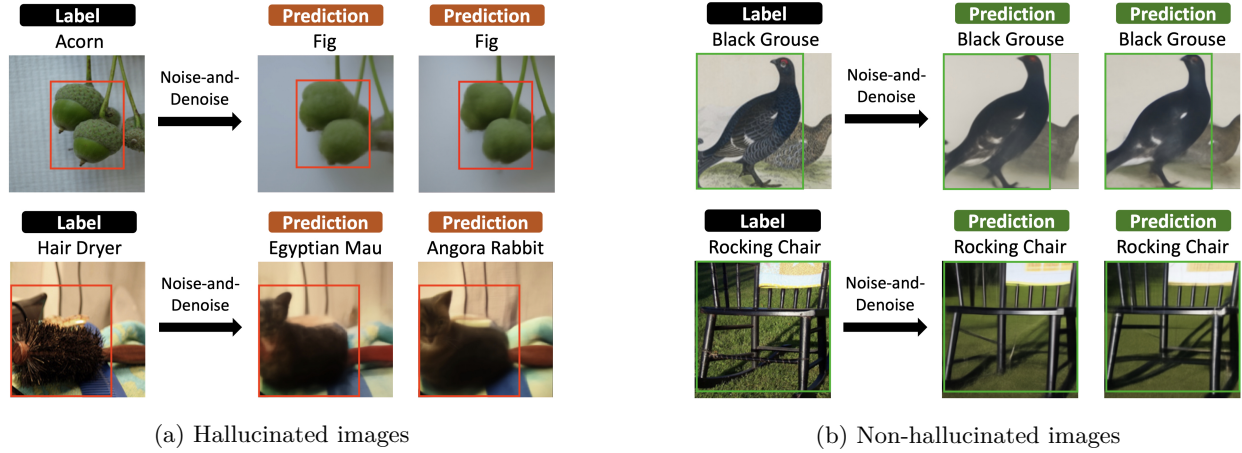 Label Prediction Prediction
Acorn Fig Fig
Noise-and-
Denoise
Label Prediction Prediction
Hair Dryer Egyptian Mau Angora Rabbit
Noise-and-
Denoise
(a) Hallucinated images
Label Prediction Prediction
Black Grouse Black Grouse Black Grouse
Noise-and-
Denoise
Label Prediction Prediction
Rocking Chair Rocking Chair Rocking Chair
Noise-and-
Denoise
(b) Non-hallucinated images